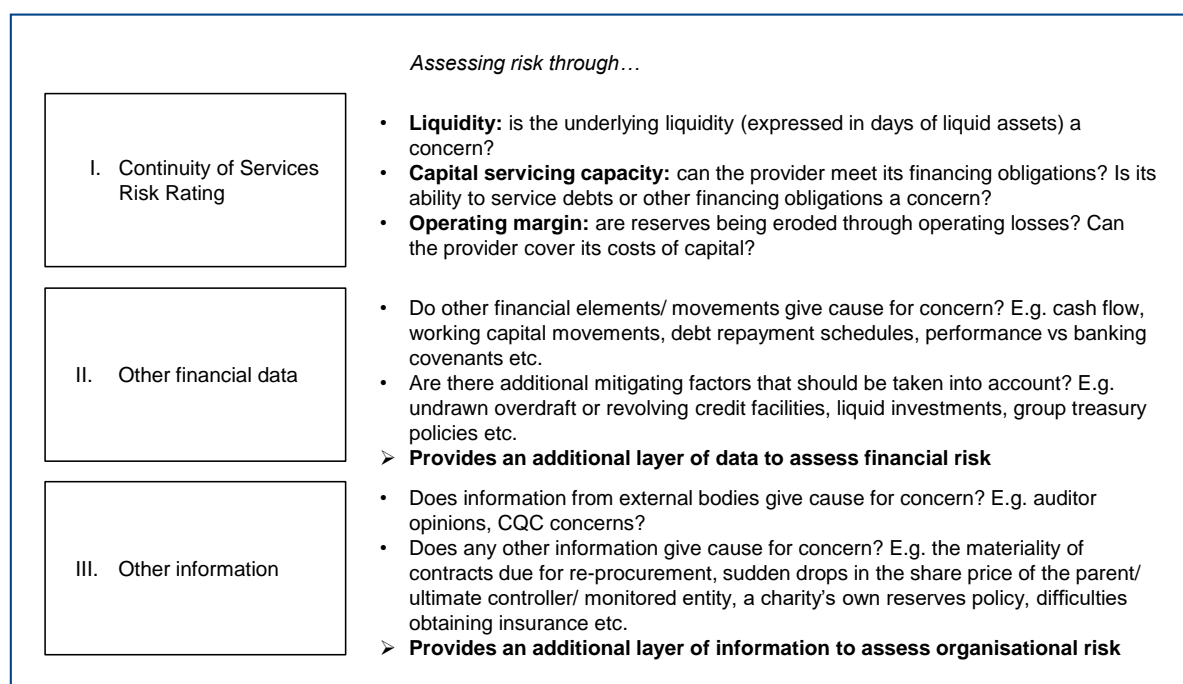 Assessing risk through…
I. Continuity of Services
Risk Rating
• Liquidity: is the underlying liquidity (expressed in days of liquid assets) a
concern?
• Capital servicing capacity: can the provider meet its financing obligations? Is its
ability to service debts or other financing obligations a concern?
• Operating margin: are reserves being eroded through operating losses? Can
the provider cover its costs of capital?
II. Other financial data
• Do other financial elements/ movements give cause for concern? E.g. cash flow,
working capital movements, debt repayment schedules, performance vs banking
covenants etc.
• Are there additional mitigating factors that should be taken into account? E.g.
undrawn overdraft or revolving credit facilities, liquid investments, group treasury
policies etc.
➢ Provides an additional layer of data to assess financial risk
III. Other information
• Does information from external bodies give cause for concern? E.g. auditor
opinions, CQC concerns?
• Does any other information give cause for concern? E.g. the materiality of
contracts due for re-procurement, sudden drops in the share price of the parent/
ultimate controller/ monitored entity, a charity’s own reserves policy, difficulties
obtaining insurance etc.
➢ Provides an additional layer of information to assess organisational risk